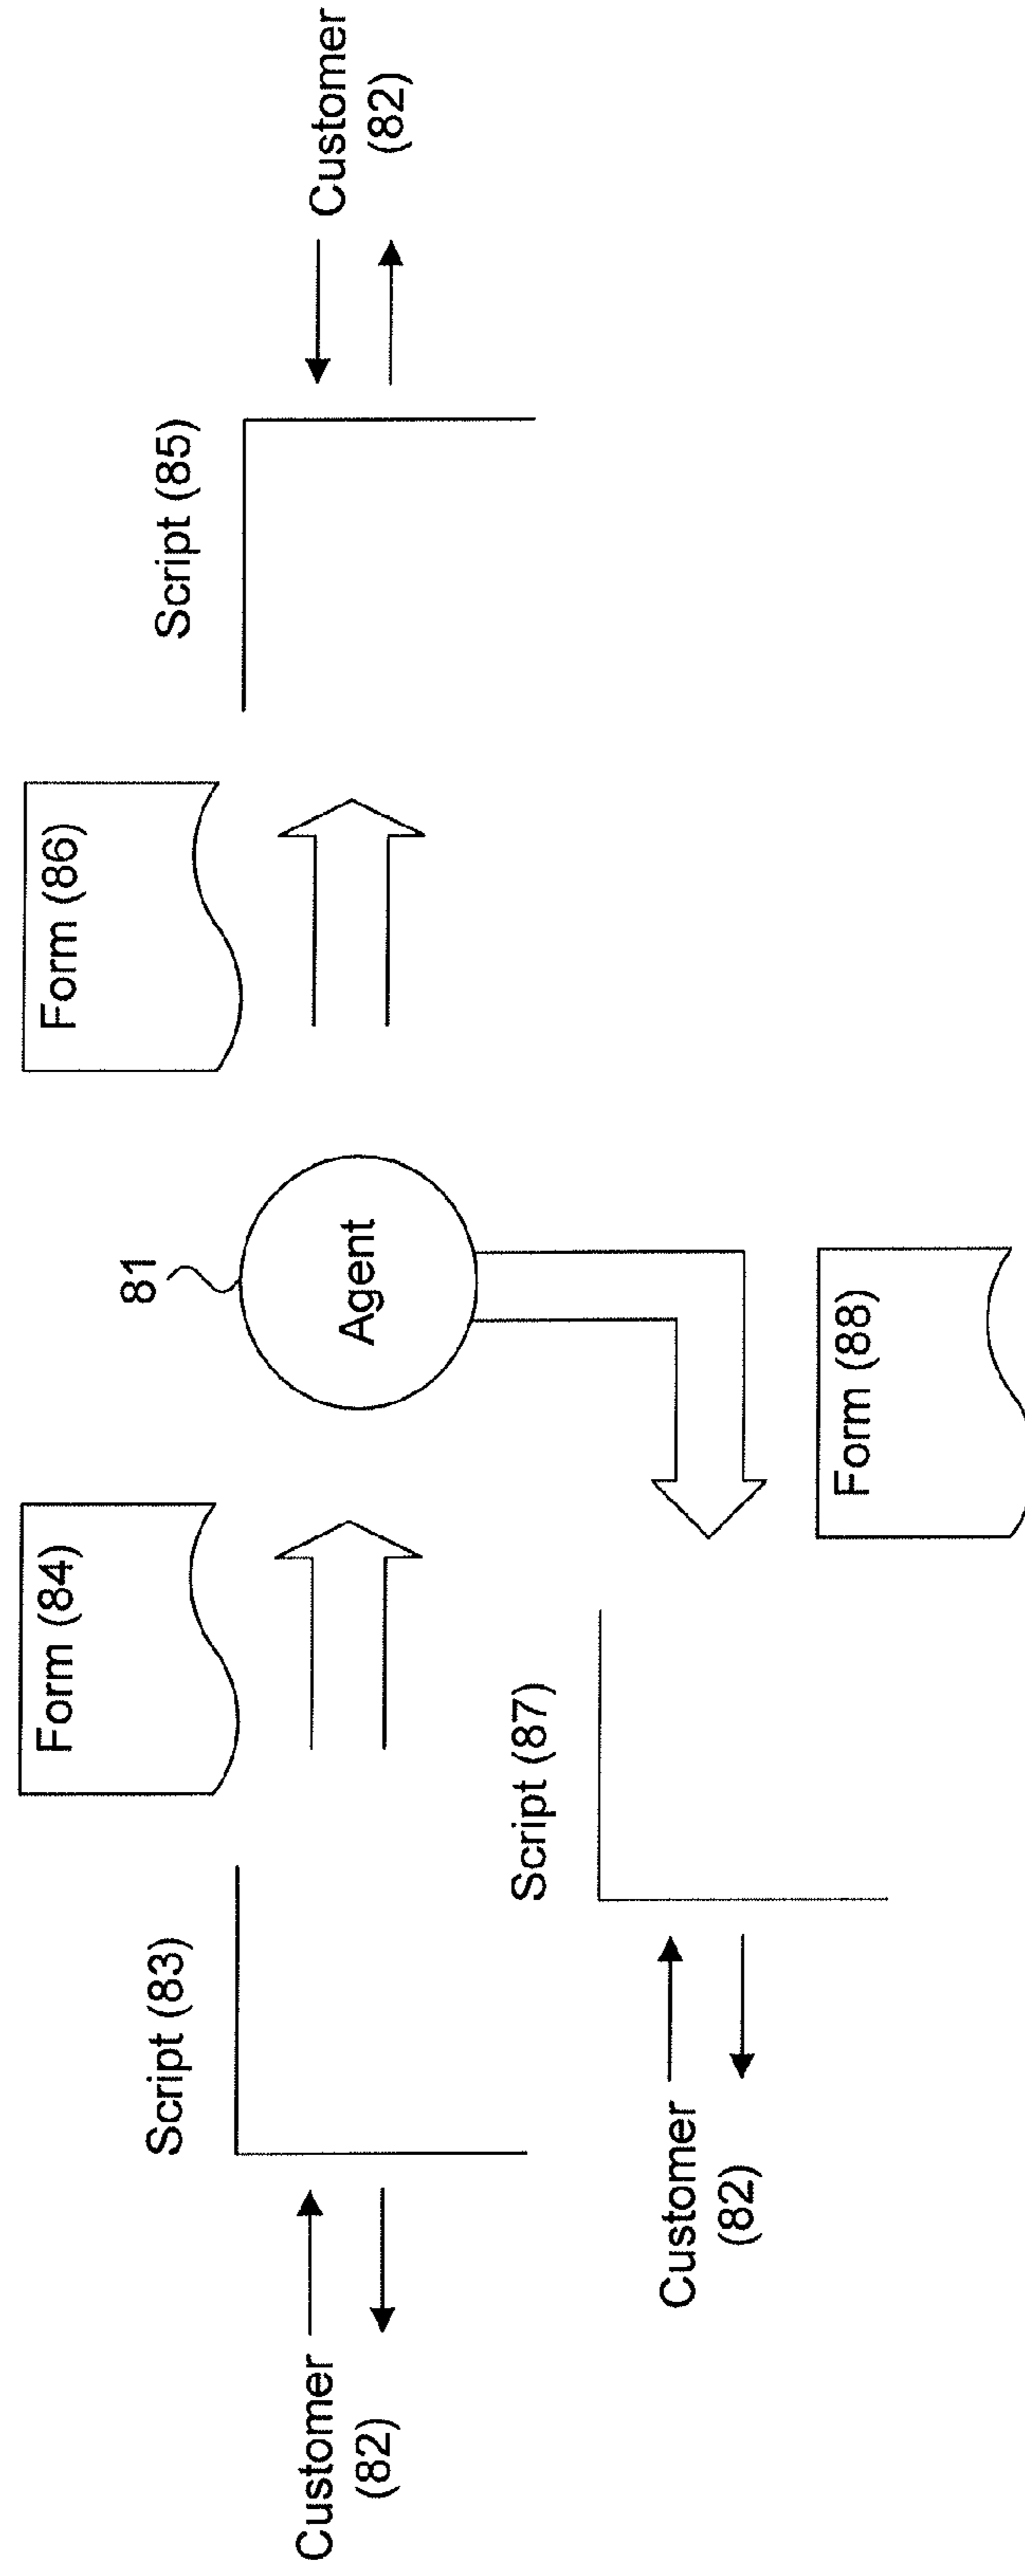 Form (84)
Form (86)
81
Script (83)
Script (85)
Customer
(82)
Agent
Customer
(82)
Script (87)
Customer
(82)
Form (88)